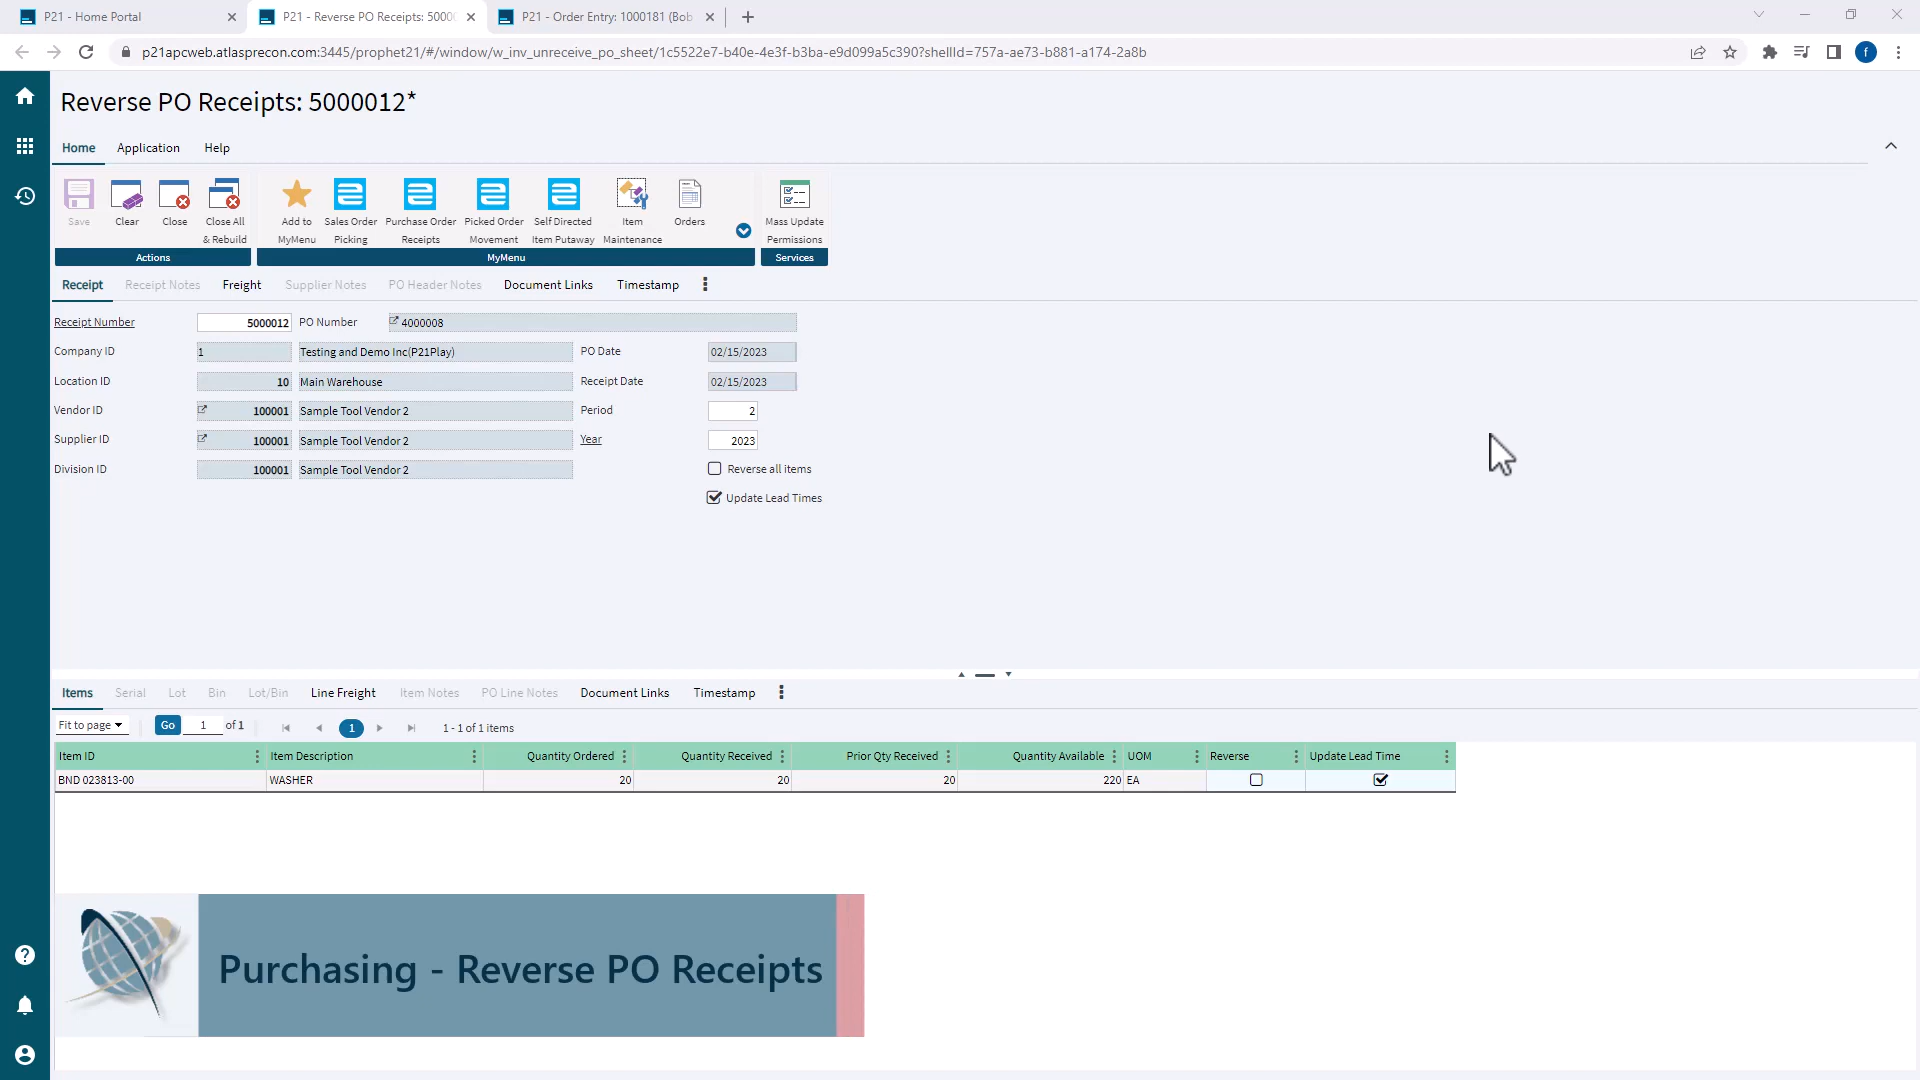 P21 - Home Portal
P21 - Reverse PO Receipts: 5000
P21 - Order Entry: 1000181 (Bob
p21apcweb.atlasprecon.com:3445/prophet21/#/window/w_inv_unreceive_po_sheet/1c5522e7-b40e-4e3f-b3ba-e9d099a5c390?shellId=757a-ae73-b881-a174-2a8b
f
Reverse PO Receipts: 5000012*
Home Application Help
Save Clear Close Close All & Rebuild
Add to MyMenu Sales Order Picking Purchase Order Receipts Picked Order Movement Self Directed Item Putaway Item Maintenance Orders
Mass Update Permissions
Actions MyMenu Services
Receipt Receipt Notes Freight Supplier Notes PO Header Notes Document Links Timestamp
Receipt Number 5000012 PO Number 4000008
Company ID 1 Testing and Demo Inc(P21Play) PO Date 02/15/2023
Location ID 10 Main Warehouse Receipt Date 02/15/2023
Vendor ID 100001 Sample Tool Vendor 2 Period 2
Supplier ID 100001 Sample Tool Vendor 2 Year 2023
Division ID 100001 Sample Tool Vendor 2 Reverse all items
Update Lead Times
Items Serial Lot Bin Lot/Bin Line Freight Item Notes PO Line Notes Document Links Timestamp
Fit to page Go 1 of 1 1 1 - 1 of 1 items
Item ID Item Description Quantity Ordered Quantity Received Prior Qty Received Quantity Available UOM Reverse Update Lead Time
BND 023813-00 WASHER 20 20 20 220 EA
Purchasing - Reverse PO Receipts